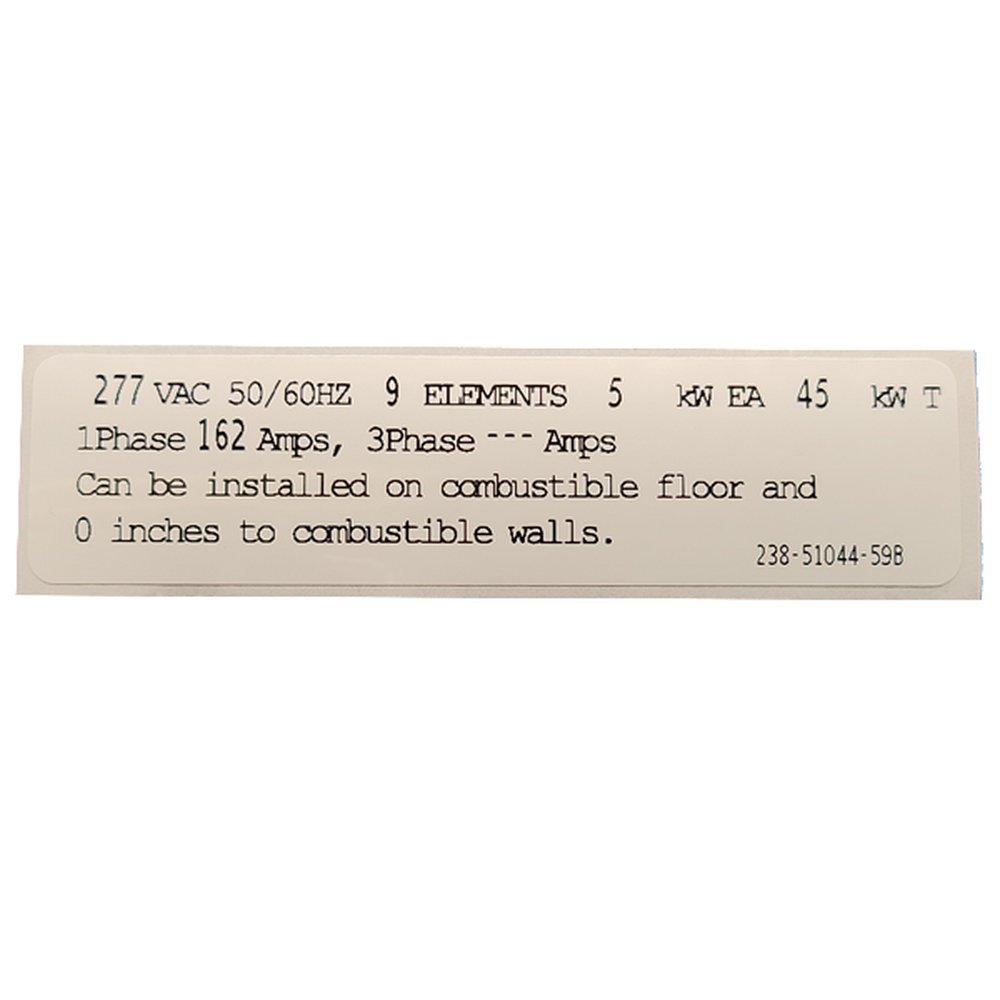 277 VAC 50/60HZ 9 ELEMENTS 5 kW EA 45 kW T
1Phase 162 Amps, 3Phase --- Amps
Can be installed on combustible floor and
0 inches to combustible walls.
238-51044-59B